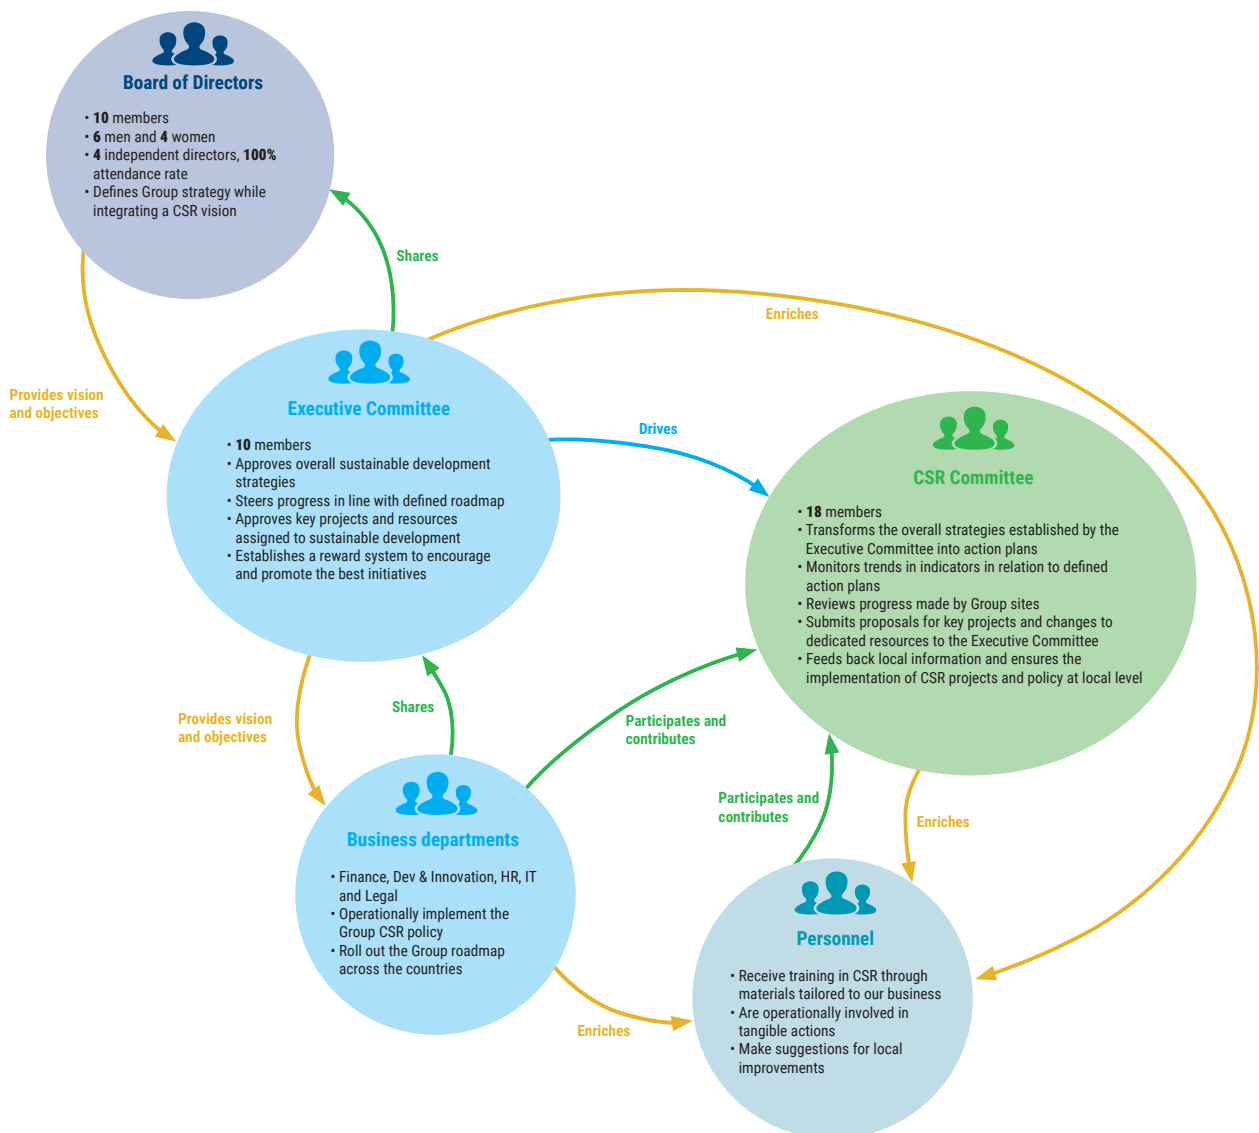 Board of Directors
• 10 members
• 6 men and 4 women
• 4 independent directors, 100%
attendance rate
• Defines Group strategy while
integrating a CSR vision
Shares
Enriches
Provides vision
and objectives
Executive Committee
• 10 members
• Approves overall sustainable development
strategies
• Steers progress in line with defined roadmap
• Approves key projects and resources
assigned to sustainable development
• Establishes a reward system to encourage
and promote the best initiatives
Drives
CSR Committee
• 18 members
• Transforms the overall strategies established by the
Executive Committee into action plans
• Monitors trends in indicators in relation to defined
action plans
• Reviews progress made by Group sites
• Submits proposals for key projects and changes to
dedicated resources to the Executive Committee
• Feeds back local information and ensures the
implementation of CSR projects and policy at local level
Provides vision
and objectives
Shares
Participates and
contributes
Participates and
contributes
Enriches
Business departments
• Finance, Dev & Innovation, HR, IT
and Legal
• Operationally implement the
Group CSR policy
• Roll out the Group roadmap
across the countries
Enriches
Personnel
• Receive training in CSR through
materials tailored to our business
• Are operationally involved in
tangible actions
• Make suggestions for local
improvements